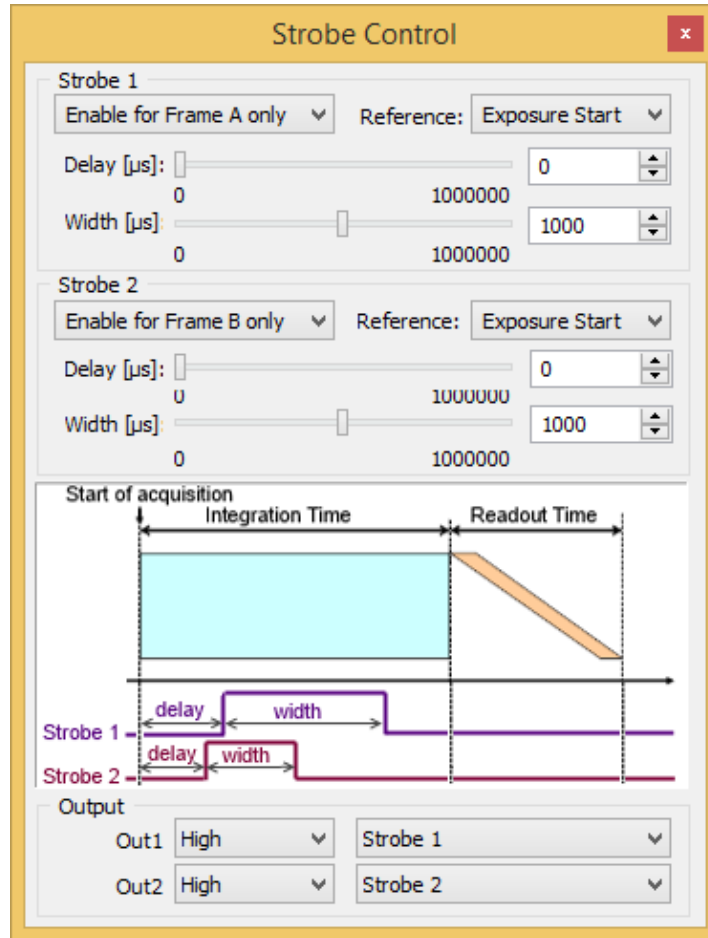 Strobe Control
x
Strobe 1
Enable for Frame A only Reference: Exposure Start
Delay [µs]: 0
0 1000000
Width [µs]: 1000
0 1000000
Strobe 2
Enable for Frame B only Reference: Exposure Start
Delay [µs]: 0
0 1000000
Width [µs]: 1000
0 1000000
Start of acquisition
Integration Time Readout Time
delay width
Strobe 1
delay width
Strobe 2
Output
Out1 High Strobe 1
Out2 High Strobe 2